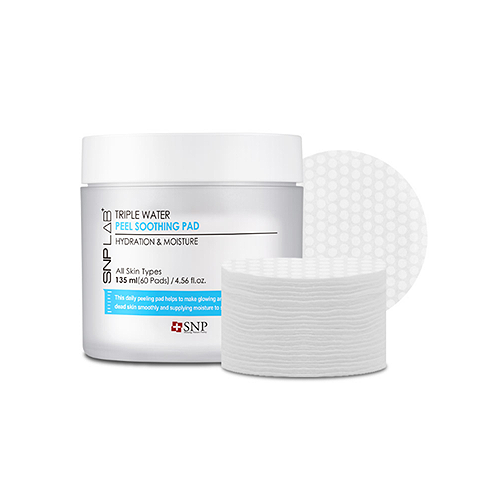 SNP LAB+
TRIPLE WATER
PEEL SOOTHING PAD
HYDRATION & MOISTURE
All Skin Types
135 ml(60 Pads) / 4.56 fl.oz.
This daily peeling pad helps to make glowing an
dead skin smoothly and supplying moisture to
SNP